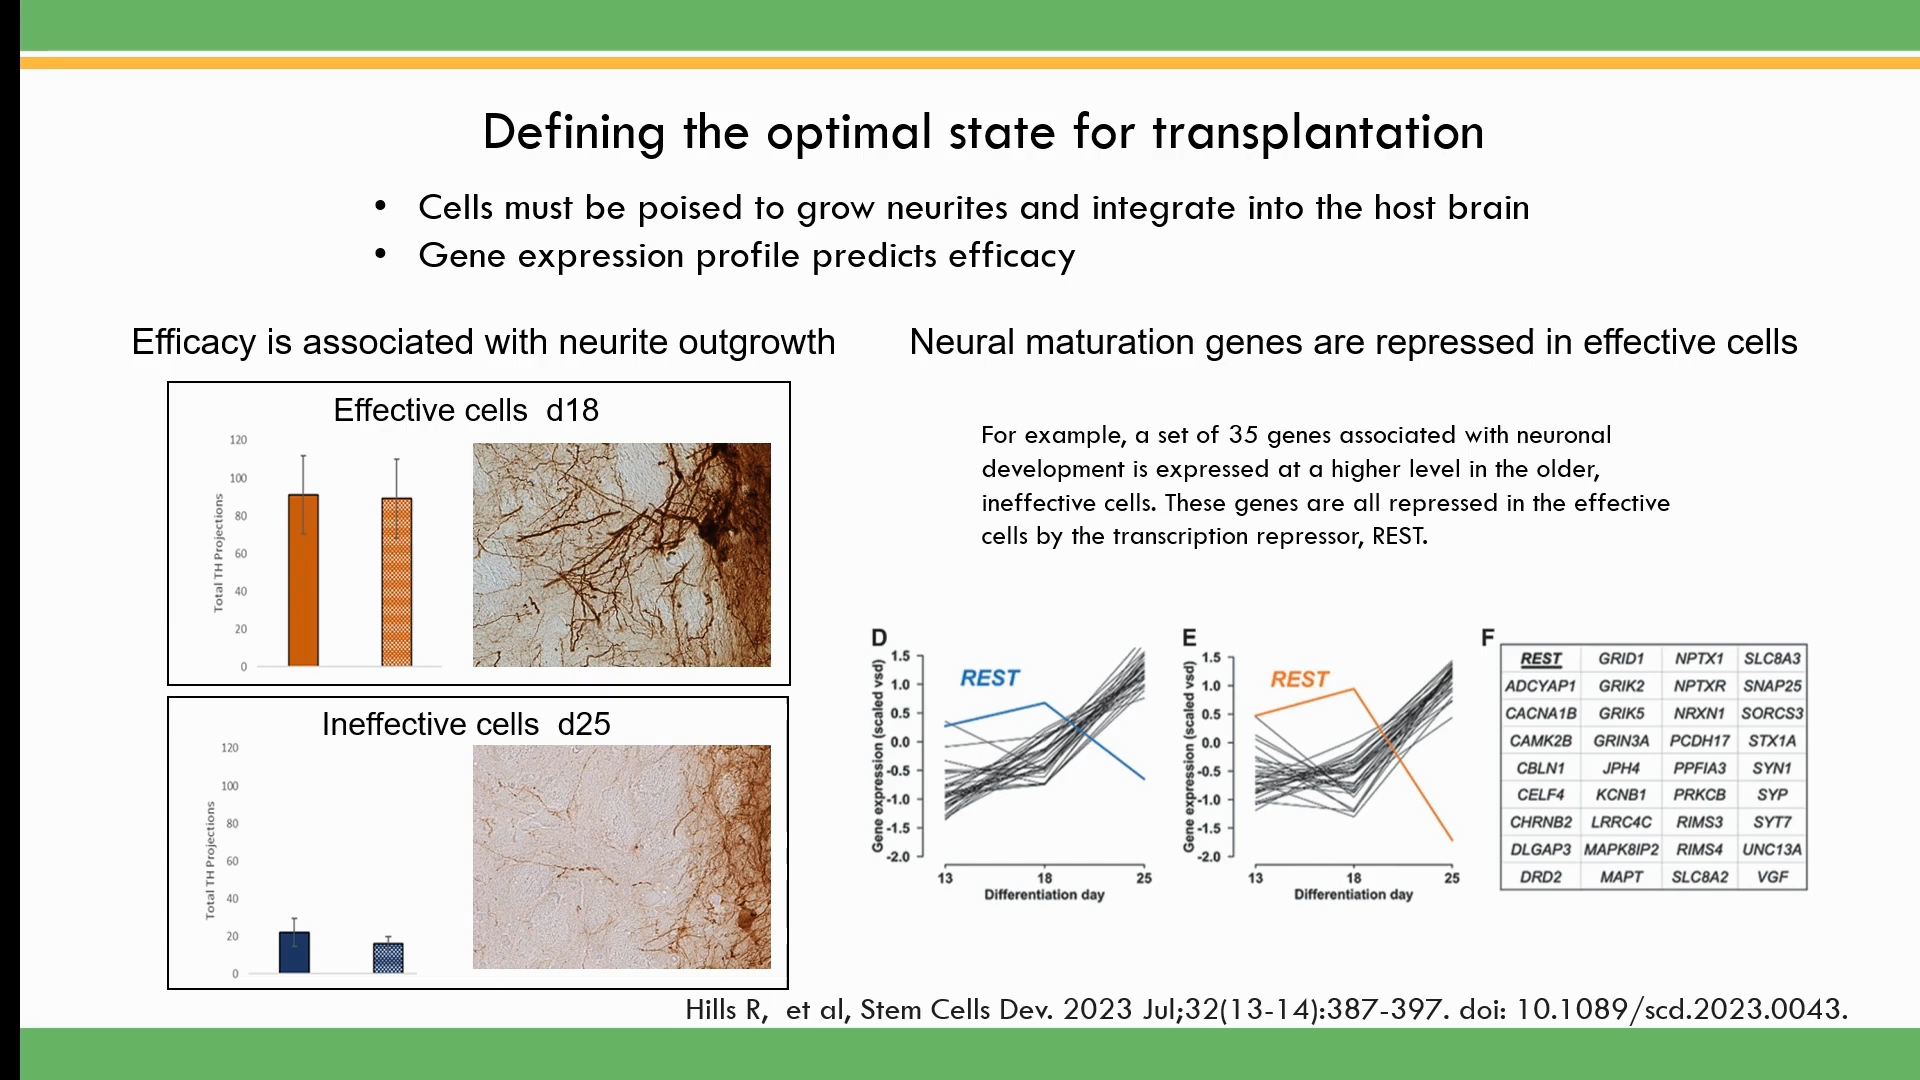 Defining the optimal state for transplantation
• Cells must be poised to grow neurites and integrate into the host brain
• Gene expression profile predicts efficacy
Efficacy is associated with neurite outgrowth
Effective cells d18
Total TH Projections
120
100
80
60
40
20
0
Ineffective cells d25
Total TH Projections
120
100
80
60
40
20
0
Neural maturation genes are repressed in effective cells
For example, a set of 35 genes associated with neuronal
development is expressed at a higher level in the older,
ineffective cells. These genes are all repressed in the effective
cells by the transcription repressor, REST.
D
Gene expression (scaled vsd)
1.5
1.0
0.5
0.0
-0.5
-1.0
-1.5
-2.0
REST
13 18 25
Differentiation day
E
Gene expression (scaled vsd)
1.5
1.0
0.5
0.0
-0.5
-1.0
-1.5
-2.0
REST
13 18 25
Differentiation day
F
REST GRID1 NPTX1 SLC8A3
ADCYAP1 GRIK2 NPTXR SNAP25
CACNA1B GRIK5 NRXN1 SORCS3
CAMK2B GRIN3A PCDH17 STX1A
CBLN1 JPH4 PPFIA3 SYN1
CELF4 KCNB1 PRKCB SYP
CHRNB2 LRRC4C RIMS3 SYT7
DLGAP3 MAPK8IP2 RIMS4 UNC13A
DRD2 MAPT SLC8A2 VGF
Hills R, et al, Stem Cells Dev. 2023 Jul;32(13-14):387-397. doi: 10.1089/scd.2023.0043.